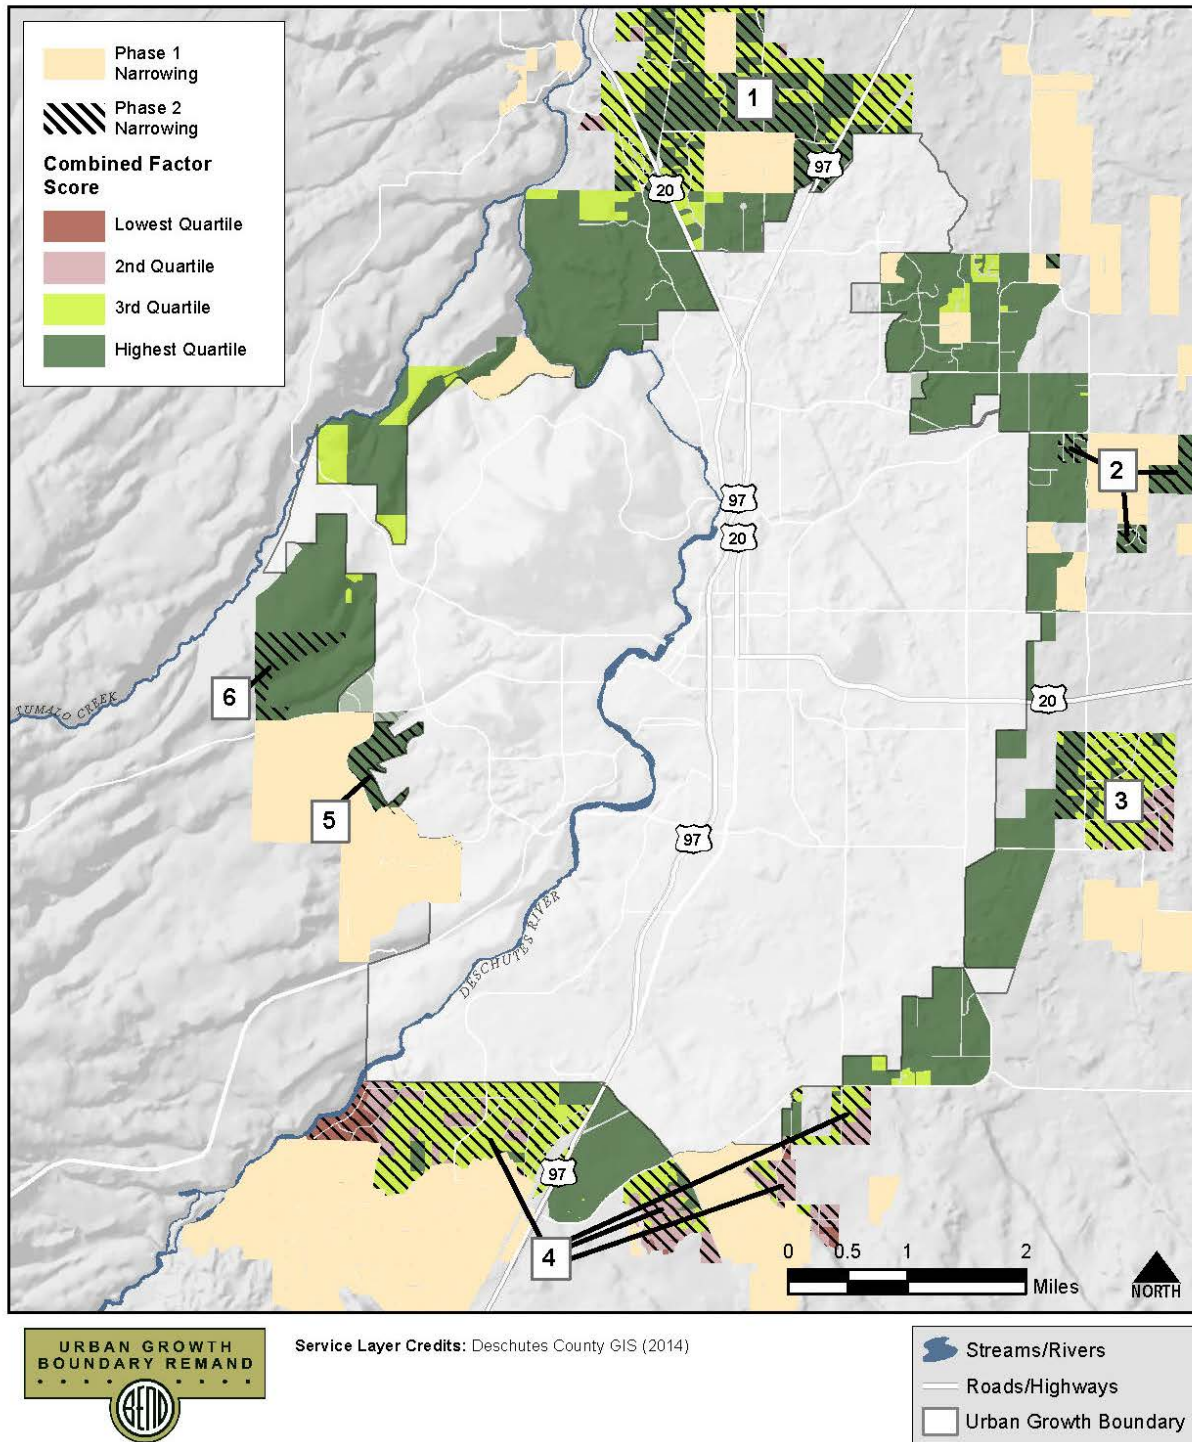 Phase 1
Narrowing
Phase 2
Narrowing
Combined Factor
Score
Lowest Quartile
2nd Quartile
3rd Quartile
Highest Quartile
1
20
97
2
97
20
6
TUMALO CREEK
20
5
3
97
DESCHUTES RIVER
97
4
0 0.5 1 2
Miles
NORTH
URBAN GROWTH
BOUNDARY REMAND
BEND
Service Layer Credits: Deschutes County GIS (2014)
Streams/Rivers
Roads/Highways
Urban Growth Boundary